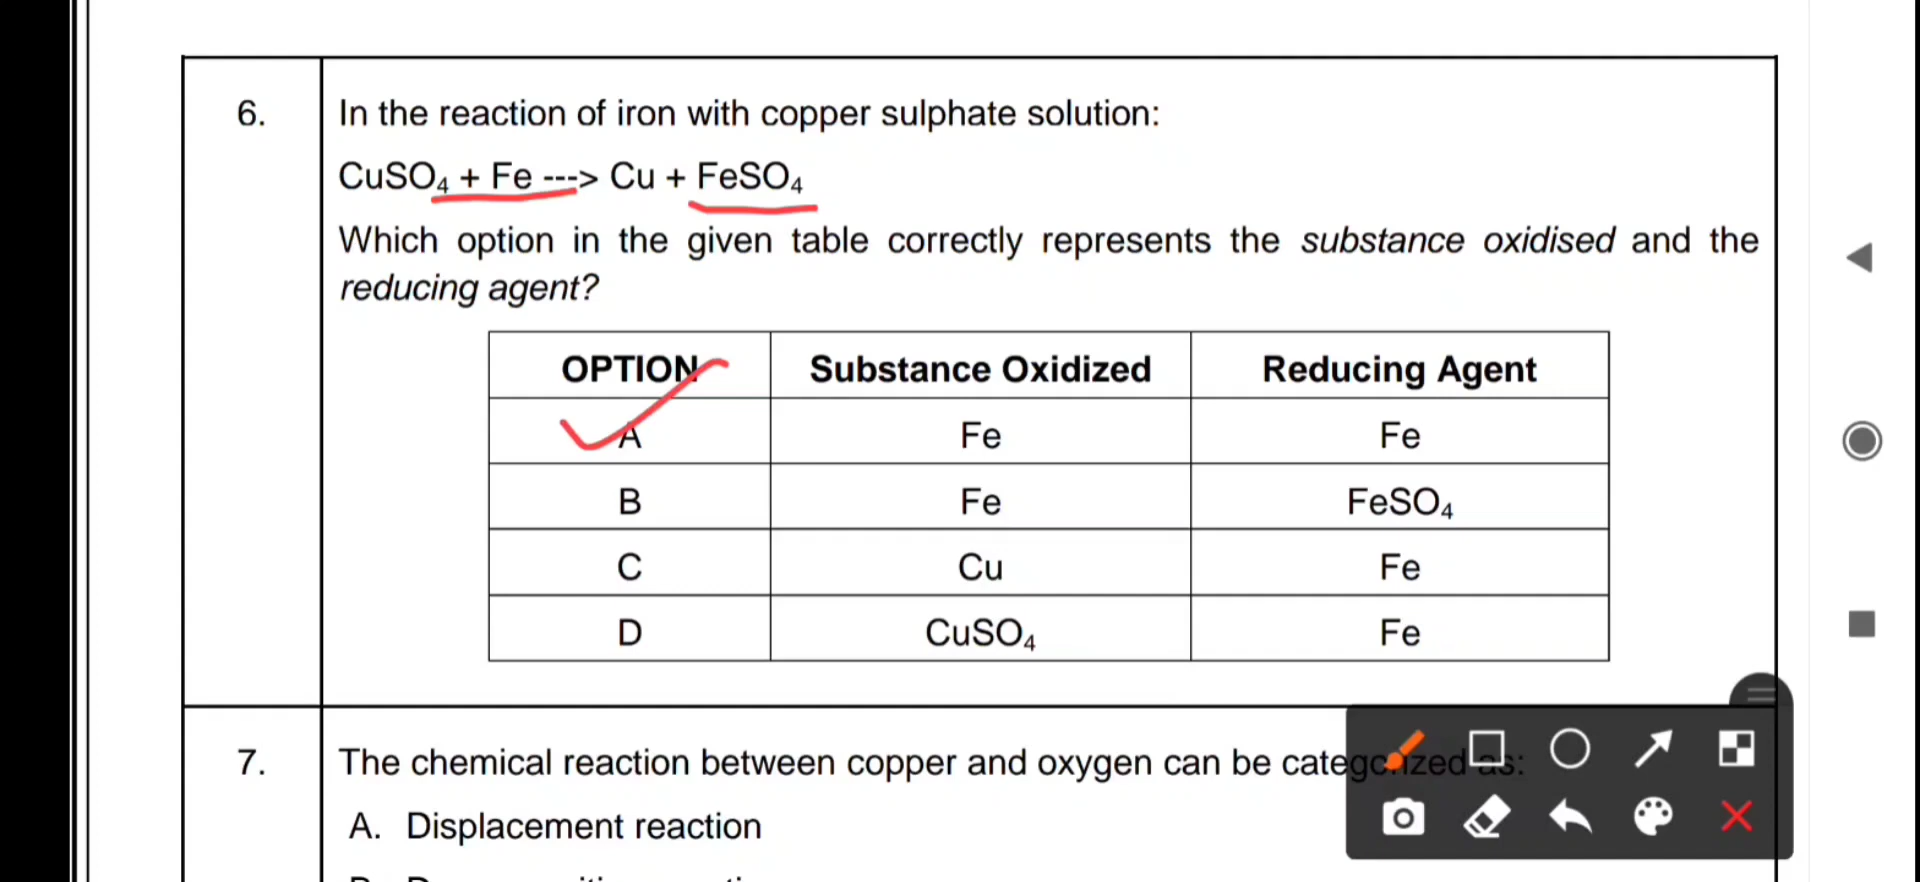 6.
In the reaction of iron with copper sulphate solution:
CuSO₄ + Fe ---> Cu + FeSO₄
Which option in the given table correctly represents the substance oxidised and the
reducing agent?
OPTION Substance Oxidized Reducing Agent
A Fe Fe
B Fe FeSO₄
C Cu Fe
D CuSO₄ Fe
7.
The chemical reaction between copper and oxygen can be categorized as:
A. Displacement reaction